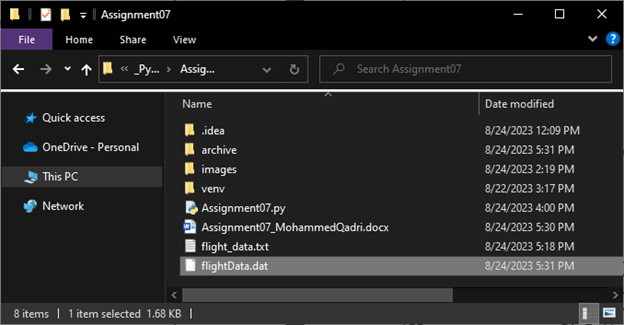 Assignment07
File Home Share View
« _Py... Assig... Search Assignment07
Name Date modified
Quick access
OneDrive - Personal
This PC
Network
.idea 8/24/2023 12:09 PM
archive 8/24/2023 5:31 PM
images 8/24/2023 2:19 PM
venv 8/22/2023 3:17 PM
Assignment07.py 8/24/2023 4:00 PM
Assignment07_MohammedQadri.docx 8/24/2023 5:30 PM
flight_data.txt 8/24/2023 5:18 PM
flightData.dat 8/24/2023 5:31 PM
8 items 1 item selected 1.68 KB